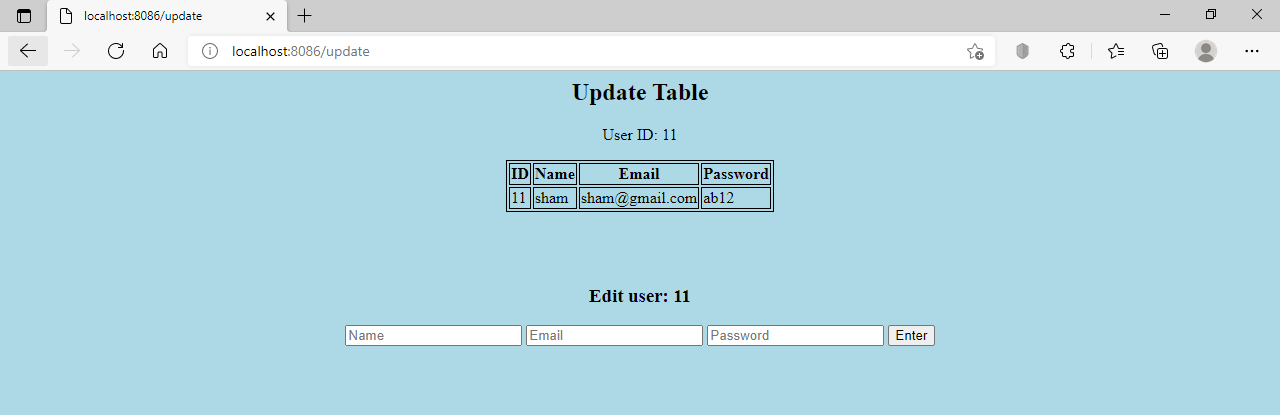 localhost:8086/update
localhost:8086/update
Update Table
User ID: 11
ID Name Email Password
11 sham sham@gmail.com ab12
Edit user: 11
Name Email Password Enter